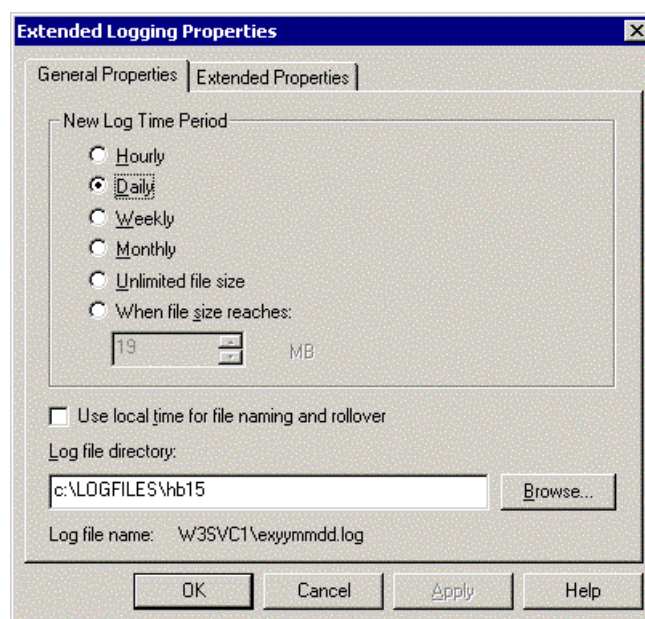 Extended Logging Properties
General Properties Extended Properties
New Log Time Period
Hourly
Daily
Weekly
Monthly
Unlimited file size
When file size reaches:
19 MB
Use local time for file naming and rollover
Log file directory:
c:\LOGFILES\hb15 Browse...
Log file name: W3SVC1\exyymmdd.log
OK Cancel Apply Help